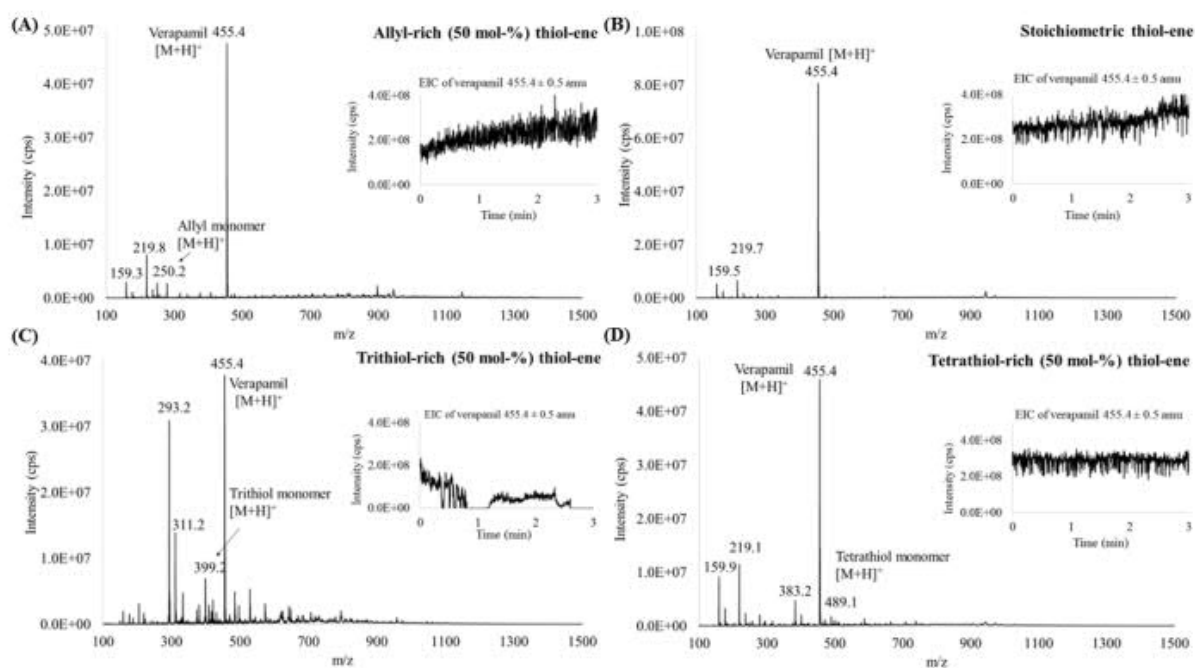 (A)
Allyl-rich (50 mol-%) thiol-ene
5.0E+07
4.0E+07
3.0E+07
2.0E+07
1.0E+07
0.0E+00
Intensity (cps)
Verapamil 455.4
[M+H]+
Allyl monomer
[M+H]+
219.8
159.3
250.2
100 300 500 700 900 1100 1300 1500
m/z
EIC of verapamil 455.4 ± 0.5 amu
4.0E+08
2.0E+08
0.0E+00
Intensity (cps)
0 1 2 3
Time (min)
(B)
Stoichiometric thiol-ene
1.0E+08
8.0E+07
6.0E+07
4.0E+07
2.0E+07
0.0E+00
Intensity (cps)
Verapamil [M+H]+
455.4
219.7
159.5
100 300 500 700 900 1100 1300 1500
m/z
EIC of verapamil 455.4 ± 0.5 amu
4.0E+08
2.0E+08
0.0E+00
Intensity (cps)
0 1 2 3
Time (min)
(C)
Trithiol-rich (50 mol-%) thiol-ene
4.0E+07
3.0E+07
2.0E+07
1.0E+07
0.0E+00
Intensity (cps)
455.4
Verapamil
[M+H]+
293.2
Trithiol monomer
[M+H]+
311.2
399.2
100 300 500 700 900 1100 1300 1500
m/z
EIC of verapamil 455.4 ± 0.5 amu
4.0E+08
2.0E+08
0.0E+00
Intensity (cps)
0 1 2 3
Time (min)
(D)
Tetrathiol-rich (50 mol-%) thiol-ene
5.0E+07
4.0E+07
3.0E+07
2.0E+07
1.0E+07
0.0E+00
Intensity (cps)
Verapamil 455.4
[M+H]+
219.1
159.9
Tetrathiol monomer
[M+H]+
383.2
489.1
100 300 500 700 900 1100 1300 1500
m/z
EIC of verapamil 455.4 ± 0.5 amu
4.0E+08
2.0E+08
0.0E+00
Intensity (cps)
0 1 2 3
Time (min)